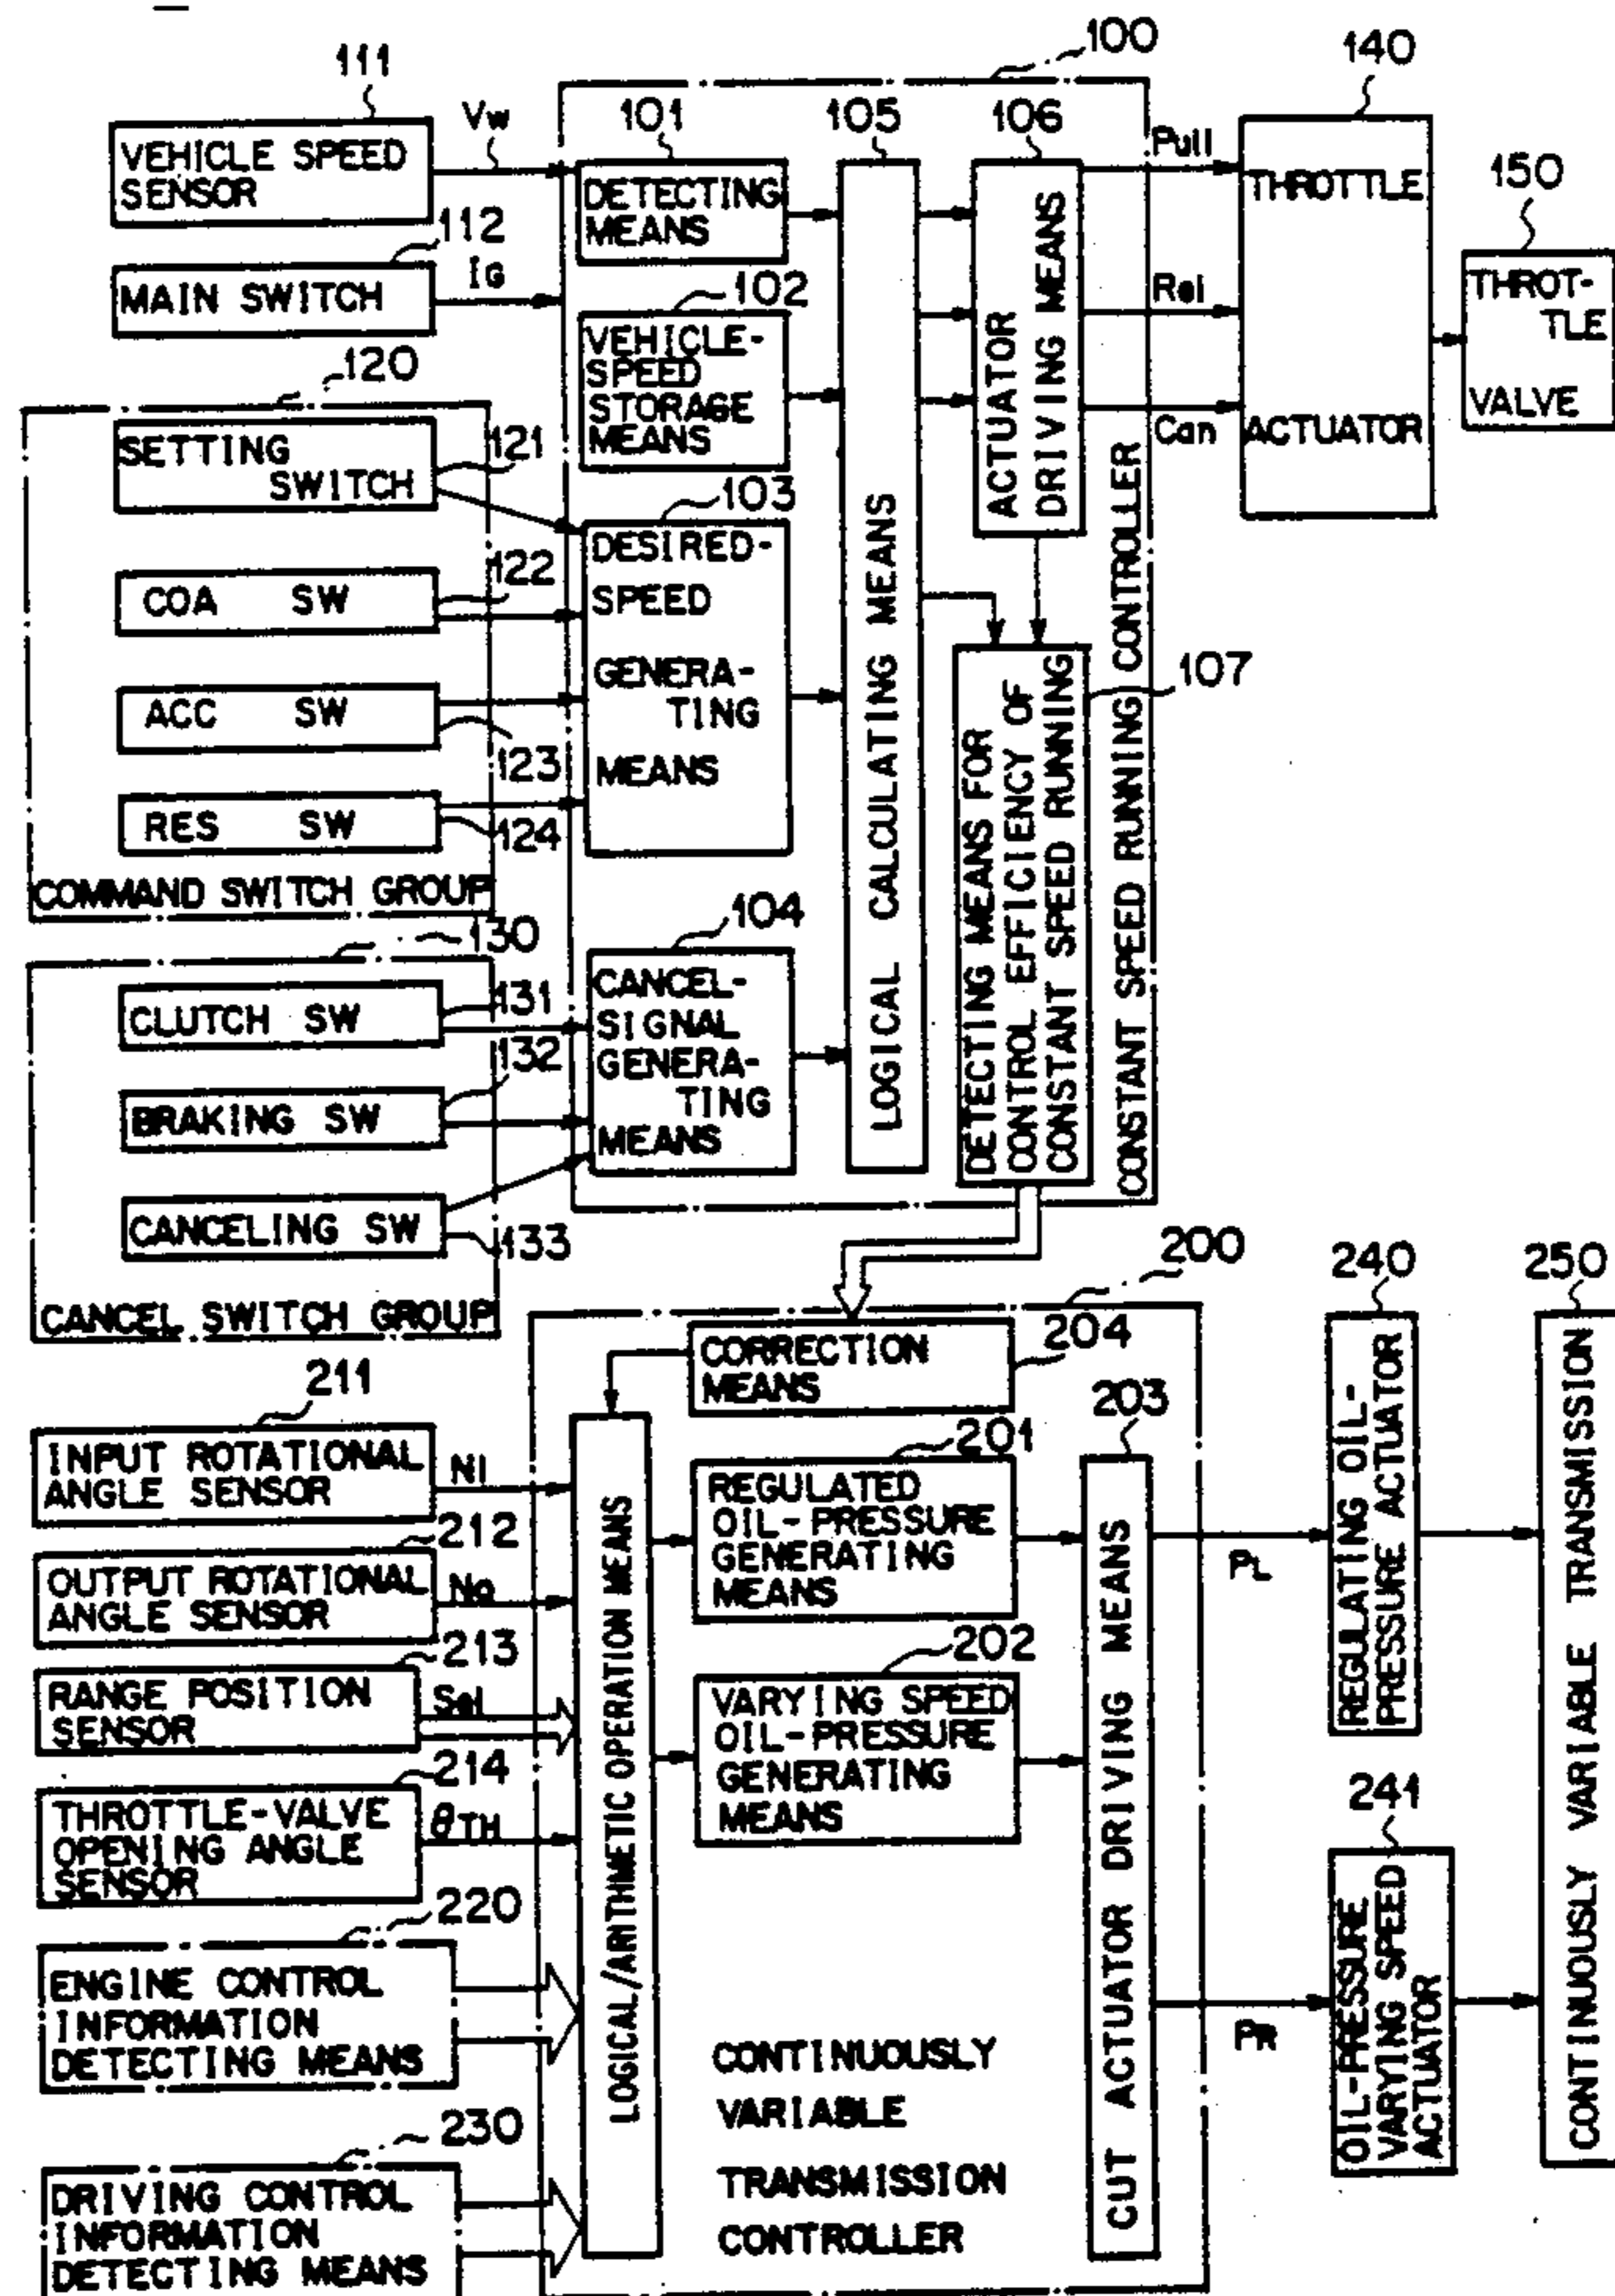 100
111
140
VEHICLE SPEED
SENSOR
Vw
101
105
106
Pull
150
DETECTING
MEANS
THROTTLE
ACTUATOR
112
MAIN SWITCH
IG
102
VEHICLE-
SPEED
STORAGE
MEANS
ACTUATOR
DRIVING MEANS
Rel
Can
THROT-
TLE
VALVE
120
SETTING
SWITCH
121
COA SW
122
ACC SW
123
RES SW
124
COMMAND SWITCH GROUP
103
DESIRED-
SPEED
GENERA-
TING
MEANS
LOGICAL CALCULATING MEANS
107
DETECTING MEANS FOR
CONTROL EFFICIENCY OF
CONSTANT SPEED RUNNING
CONSTANT SPEED RUNNING CONTROLLER
130
CLUTCH SW
131
BRAKING SW
132
CANCELING SW
133
CANCEL SWITCH GROUP
104
CANCEL-
SIGNAL
GENERA-
TING
MEANS
200
240
250
CORRECTION
MEANS
204
211
INPUT ROTATIONAL
ANGLE SENSOR
NI
212
OUTPUT ROTATIONAL
ANGLE SENSOR
No
213
RANGE POSITION
SENSOR
Sel
214
THROTTLE-VALVE
OPENING ANGLE
SENSOR
θTH
220
ENGINE CONTROL
INFORMATION
DETECTING MEANS
230
DRIVING CONTROL
INFORMATION
DETECTING MEANS
LOGICAL/ARITHMETIC OPERATION MEANS
201
REGULATED
OIL-PRESSURE
GENERATING
MEANS
202
VARYING SPEED
OIL-PRESSURE
GENERATING
MEANS
203
CUT ACTUATOR DRIVING MEANS
CONTINUOUSLY
VARIABLE
TRANSMISSION
CONTROLLER
PL
PR
REGULATING OIL-
PRESSURE ACTUATOR
241
OIL-PRESSURE
VARYING SPEED
ACTUATOR
CONTINUOUSLY VARIABLE TRANSMISSION